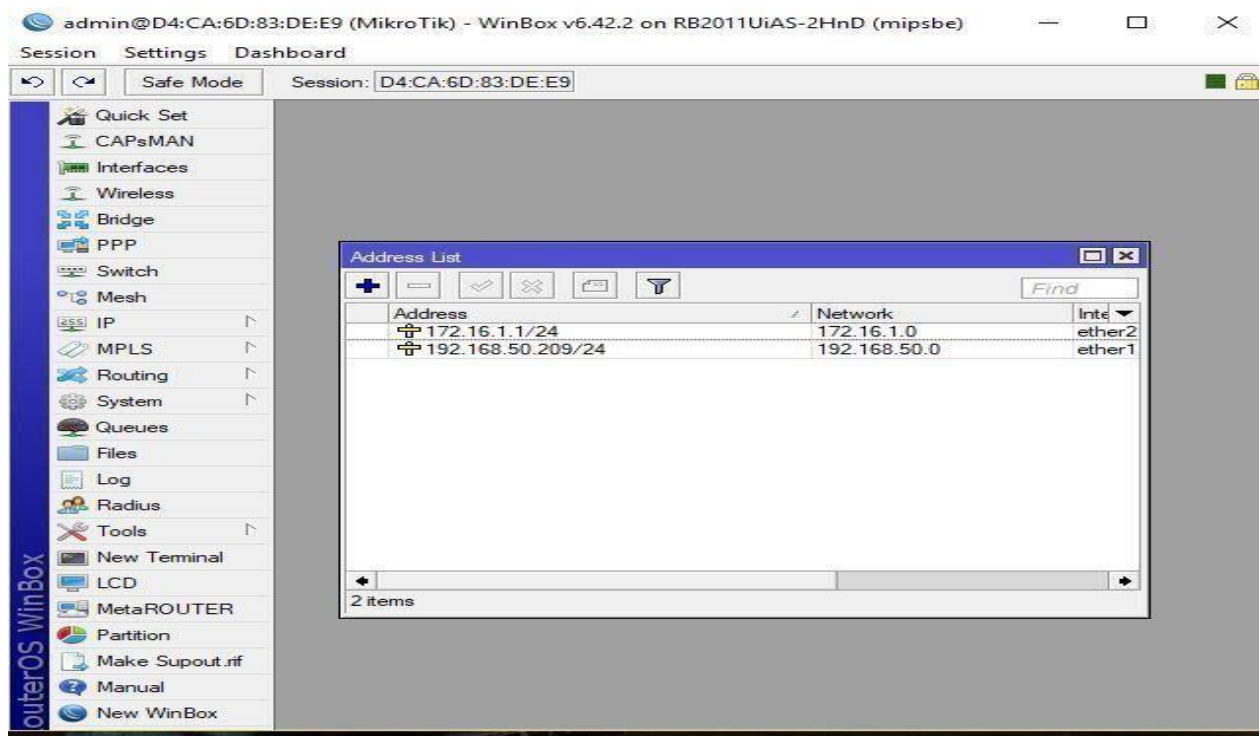 admin@D4:CA:6D:83:DE:E9 (MikroTik) - WinBox v6.42.2 on RB2011UiAS-2HnD (mipsbe)
Session Settings Dashboard
Safe Mode Session: D4:CA:6D:83:DE:E9
Quick Set
CAPsMAN
Interfaces
Wireless
Bridge
PPP
Switch
Mesh
IP
MPLS
Routing
System
Queues
Files
Log
Radius
Tools
New Terminal
LCD
MetaROUTER
Partition
Make Supout.rif
Manual
New WinBox
outerOS WinBox
Address List
Find
Address Network Inte
172.16.1.1/24 172.16.1.0 ether2
192.168.50.209/24 192.168.50.0 ether1
2 items